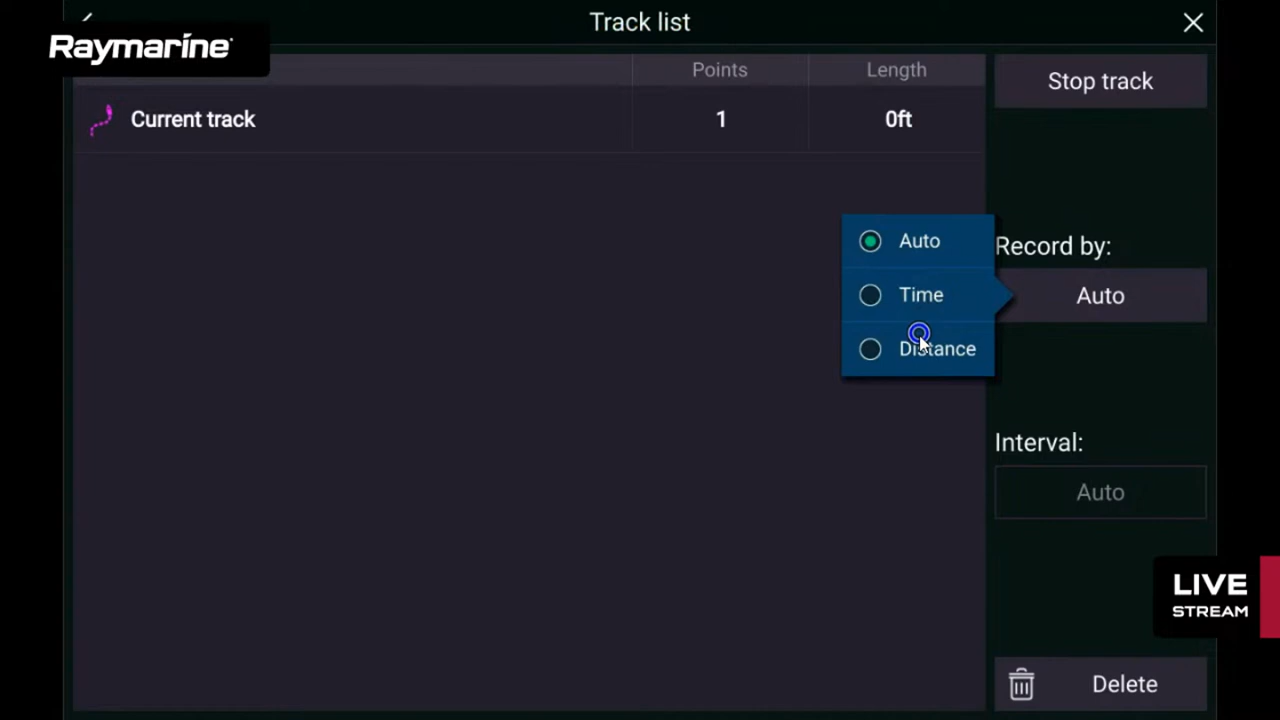 Track list
Raymarine
Points
Length
Stop track
Current track
1
0ft
Auto
Time
Distance
Record by:
Auto
Interval:
Auto
LIVE
STREAM
Delete